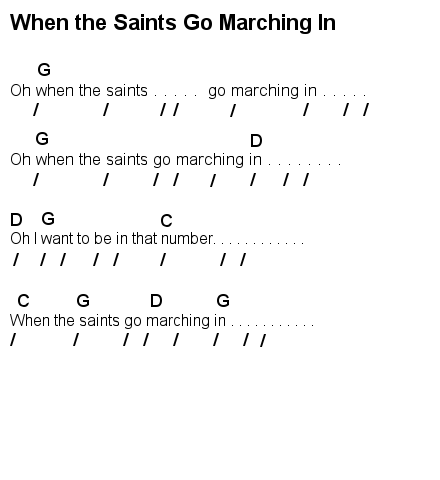 When the Saints Go Marching In
G
Oh when the saints . . . . . go marching in . . . . .
/ / / / / / / /
G D
Oh when the saints go marching in . . . . . . . .
/ / / / / / / /
D G C
Oh I want to be in that number. . . . . . . . . . . .
/ / / / / / / /
C G D G
When the saints go marching in . . . . . . . . . . .
/ / / / / / / /